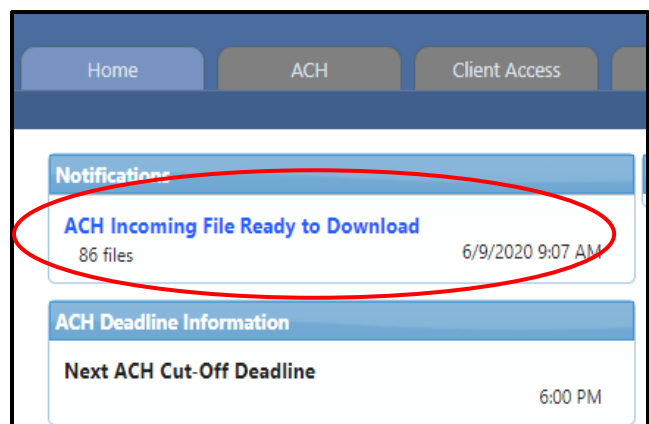 Home ACH Client Access
Notifications
ACH Incoming File Ready to Download
86 files 6/9/2020 9:07 AM
ACH Deadline Information
Next ACH Cut-Off Deadline
6:00 PM